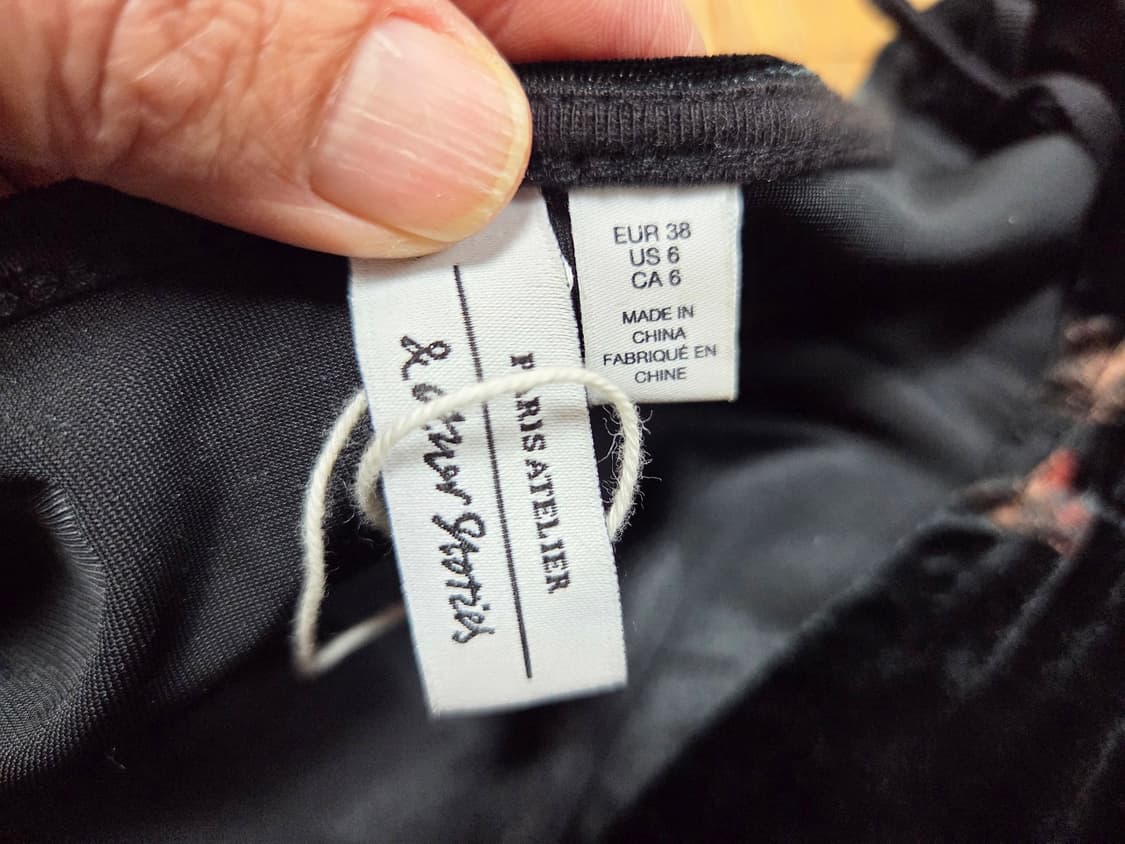 & other Stories
PARIS ATELIER
EUR 38
US 6
CA 6
MADE IN
CHINA
FABRIQUÉ EN
CHINE